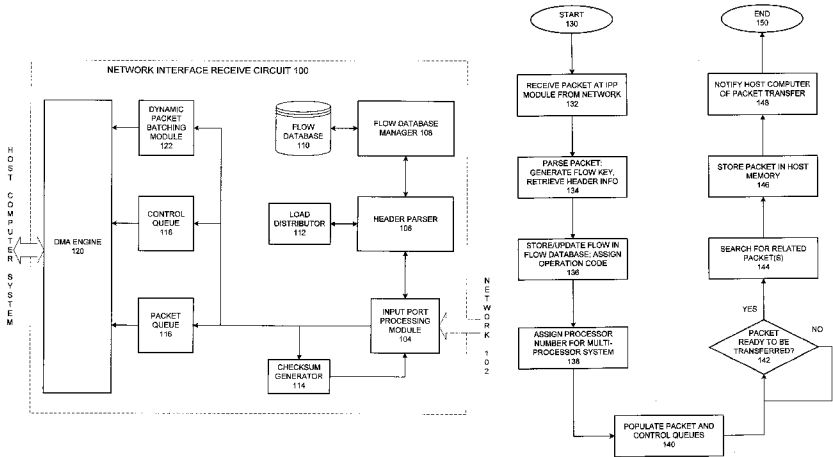 NETWORK INTERFACE RECEIVE CIRCUIT 100
DYNAMIC
PACKET
BATCHING
MODULE
122
FLOW
DATABASE
110
FLOW DATABASE
MANAGER 108
HOST COMPUTER SYSTEM
DMA ENGINE
120
CONTROL
QUEUE
118
LOAD
DISTRIBUTOR
112
HEADER PARSER
106
PACKET
QUEUE
116
INPUT PORT
PROCESSING
MODULE
104
CHECKSUM
GENERATOR
114
NETWORK 102
START
130
RECEIVE PACKET AT IPP
MODULE FROM NETWORK
132
PARSE PACKET;
GENERATE FLOW KEY,
RETRIEVE HEADER INFO
134
STORE/UPDATE FLOW IN
FLOW DATABASE; ASSIGN
OPERATION CODE
136
ASSIGN PROCESSOR
NUMBER FOR MULTI-
PROCESSOR SYSTEM
138
POPULATE PACKET AND
CONTROL QUEUES
140
PACKET
READY TO BE
TRANSFERRED?
142
YES
NO
SEARCH FOR RELATED
PACKET(S)
144
STORE PACKET IN HOST
MEMORY
146
NOTIFY HOST COMPUTER
OF PACKET TRANSFER
148
END
150